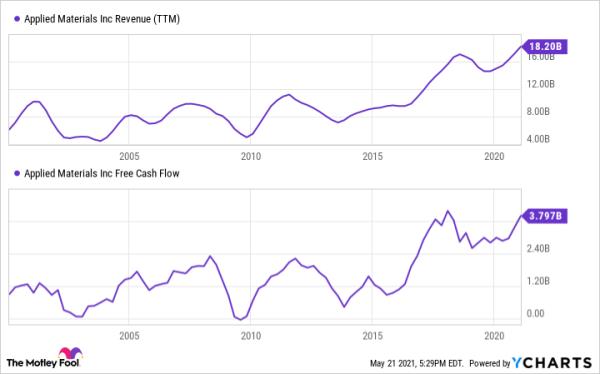 Applied Materials Inc Revenue (TTM)
18.20B
16.00B
12.00B
8.00B
4.00B
2005 2010 2015 2020
Applied Materials Inc Free Cash Flow
3.797B
2.40B
1.20B
0.00
2005 2010 2015 2020
The Motley Fool
May 21 2021, 5:29PM EDT. Powered by YCHARTS